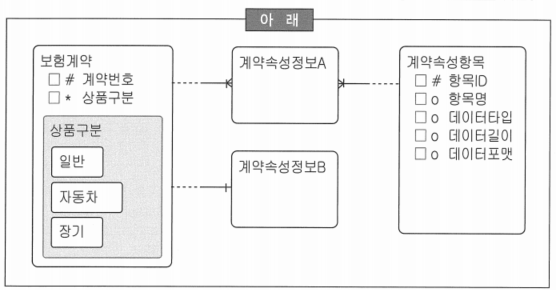 아 래
보험계약
# 계약번호
* 상품구분
상품구분
일반
자동차
장기
계약속성정보A
계약속성정보B
계약속성항목
# 항목ID
o 항목명
o 데이터타입
o 데이터길이
o 데이터포맷